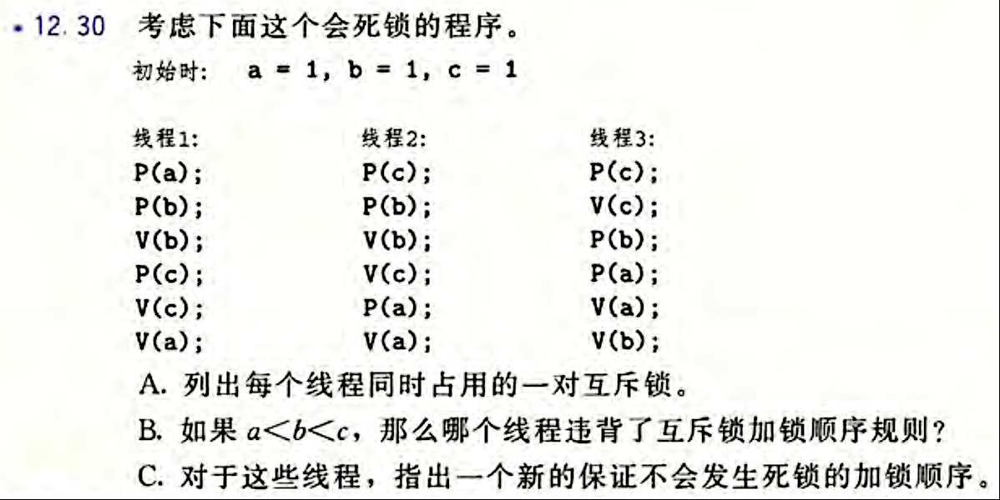 12.30 考虑下面这个会死锁的程序。
初始时: a = 1, b = 1, c = 1
线程1: 线程2: 线程3:
P(a); P(c); P(c);
P(b); P(b); V(c);
V(b); V(b); P(b);
P(c); V(c); P(a);
V(c); P(a); V(a);
V(a); V(a); V(b);
A. 列出每个线程同时占用的一对互斥锁。
B. 如果 a<b<c，那么哪个线程违背了互斥锁加锁顺序规则？
C. 对于这些线程，指出一个新的保证不会发生死锁的加锁顺序。